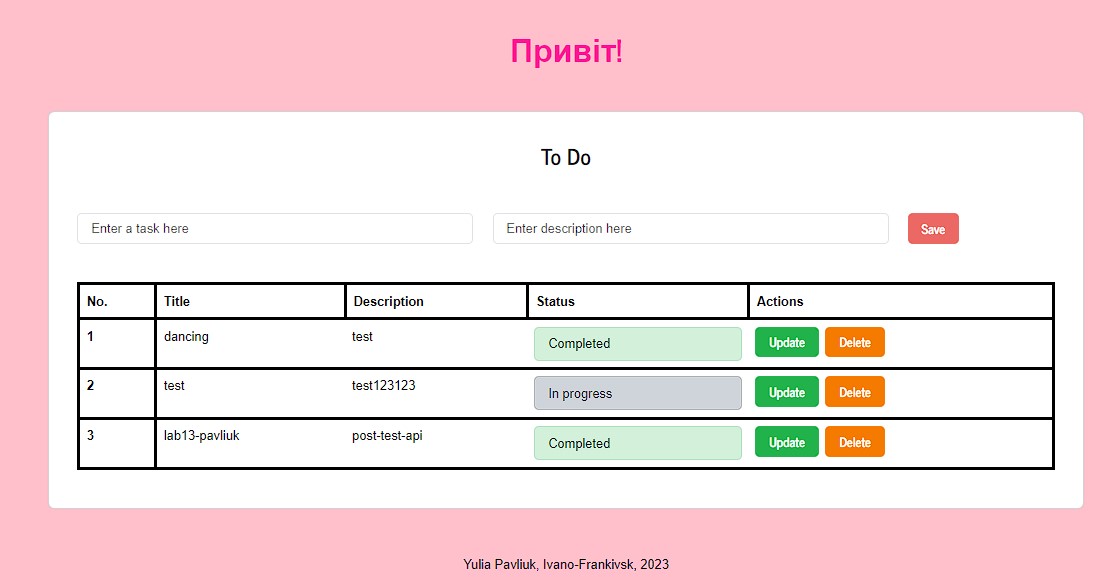 Привіт!
To Do
Enter a task here Enter description here Save
No. Title Description Status Actions
1 dancing test Completed Update Delete
2 test test123123 In progress Update Delete
3 lab13-pavliuk post-test-api Completed Update Delete
Yulia Pavliuk, Ivano-Frankivsk, 2023